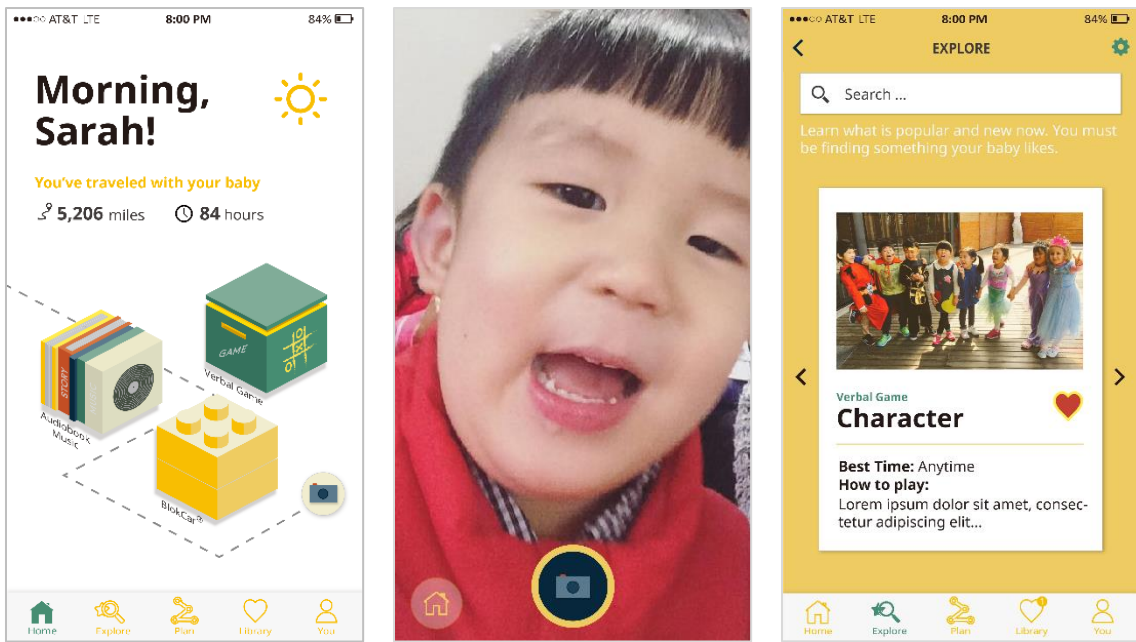 AT&T LTE
8:00 PM
84%
Morning,
Sarah!
You've traveled with your baby
5,206 miles
84 hours
GAME
Verbal Game
STORY
Audiobook
Music
BlokCar®
Home
Explore
Plan
Library
You
AT&T LTE
8:00 PM
84%
EXPLORE
Search ...
Learn what is popular and new now. You must
be finding something your baby likes.
Verbal Game
Character
Best Time: Anytime
How to play:
Lorem ipsum dolor sit amet, consec-
tetur adipiscing elit...
Home
Explore
Plan
1
Library
You